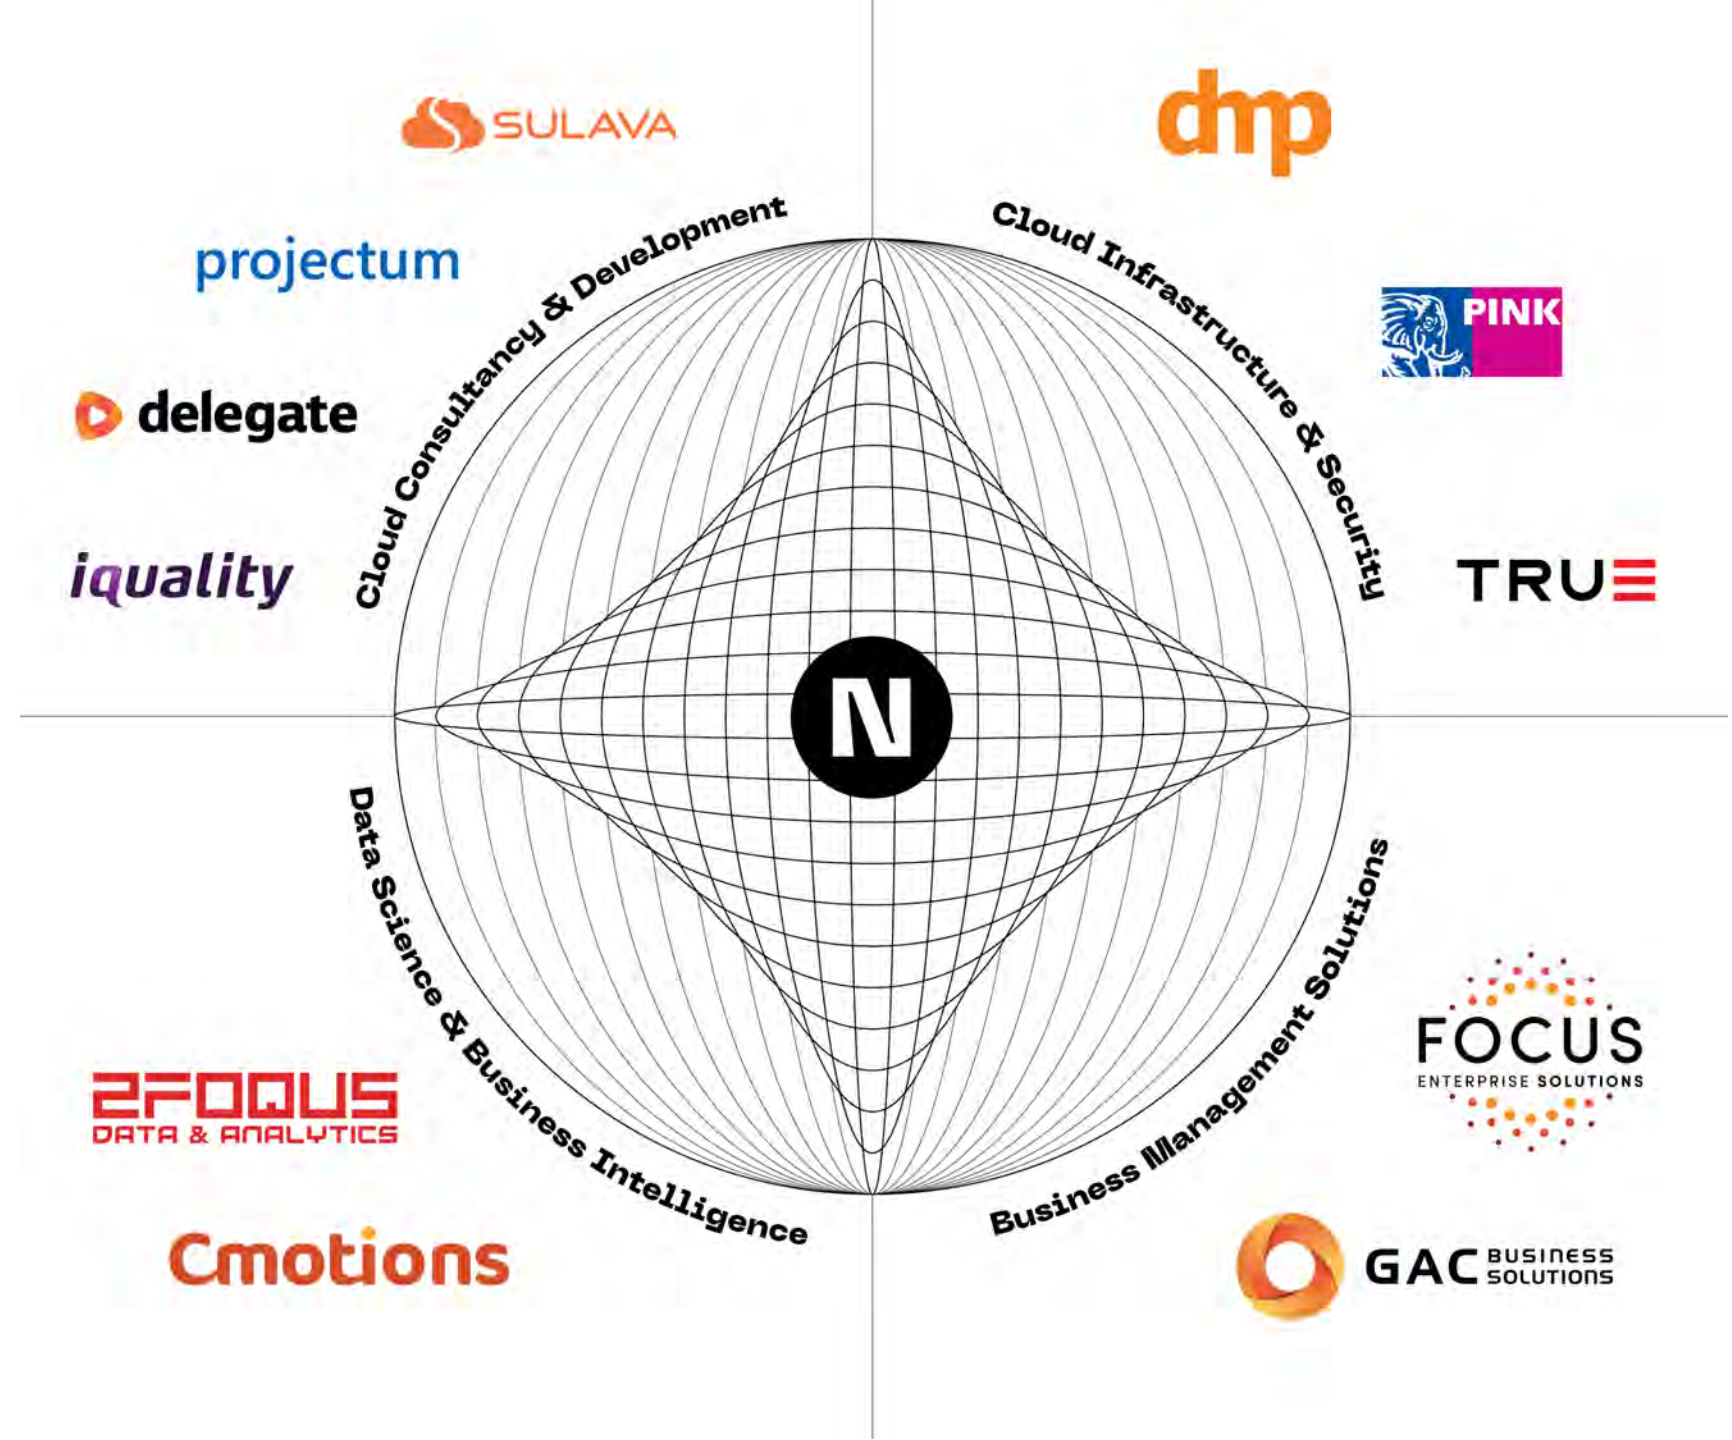 SULAVA
projectum
delegate
iquality
Cloud Consultancy & Development
dmp
PINK
TRUE
Cloud Infrastructure & Security
N
Data Science & Business Intelligence
2FOQUS
DATA & ANALYTICS
Cmotions
Business Management Solutions
FOCUS
ENTERPRISE SOLUTIONS
GAC BUSINESS
SOLUTIONS